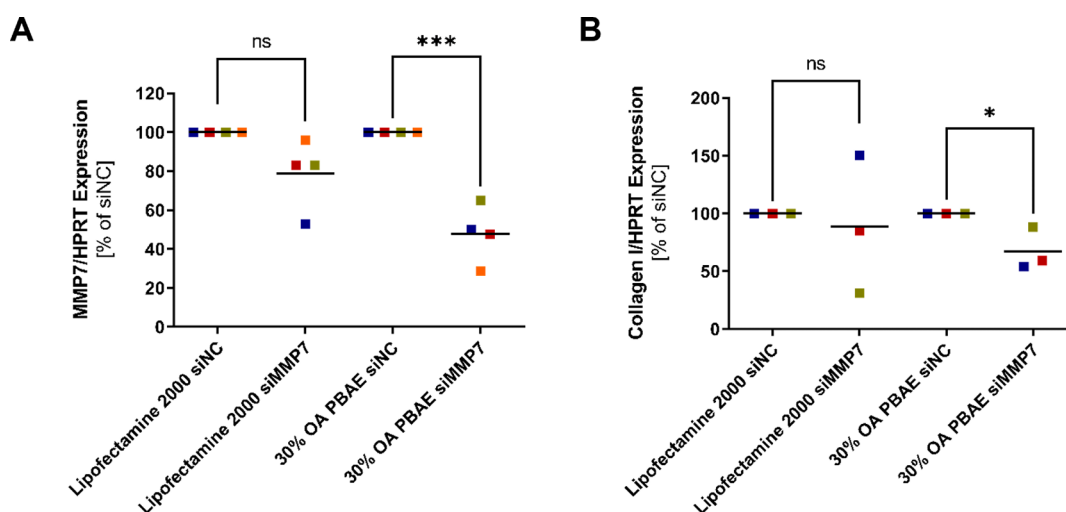 A
ns
***
MMP7/HPRT Expression
[% of siNC]
120
100
80
60
40
20
0
Lipofectamine 2000 siNC
Lipofectamine 2000 siMMP7
30% OA PBAE siNC
30% OA PBAE siMMP7
B
ns
*
Collagen I/HPRT Expression
[% of siNC]
200
150
100
50
0
Lipofectamine 2000 siNC
Lipofectamine 2000 siMMP7
30% OA PBAE siNC
30% OA PBAE siMMP7